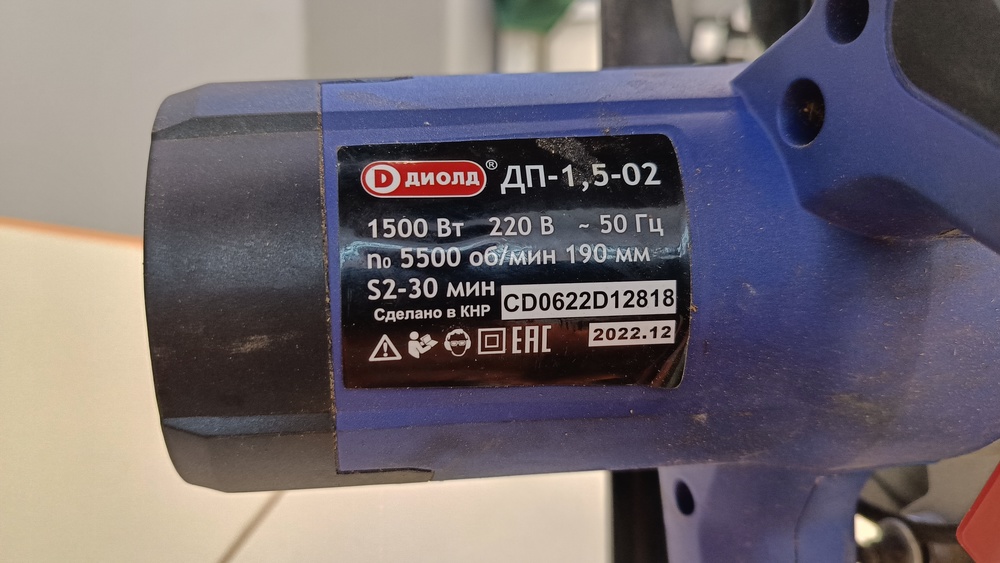 D ДИОЛД® ДП-1,5-02
1500 Вт 220 В ~ 50 Гц
n₀ 5500 об/мин 190 мм
S2-30 мин
Сделано в КНР CD0622D12818
EAC 2022.12